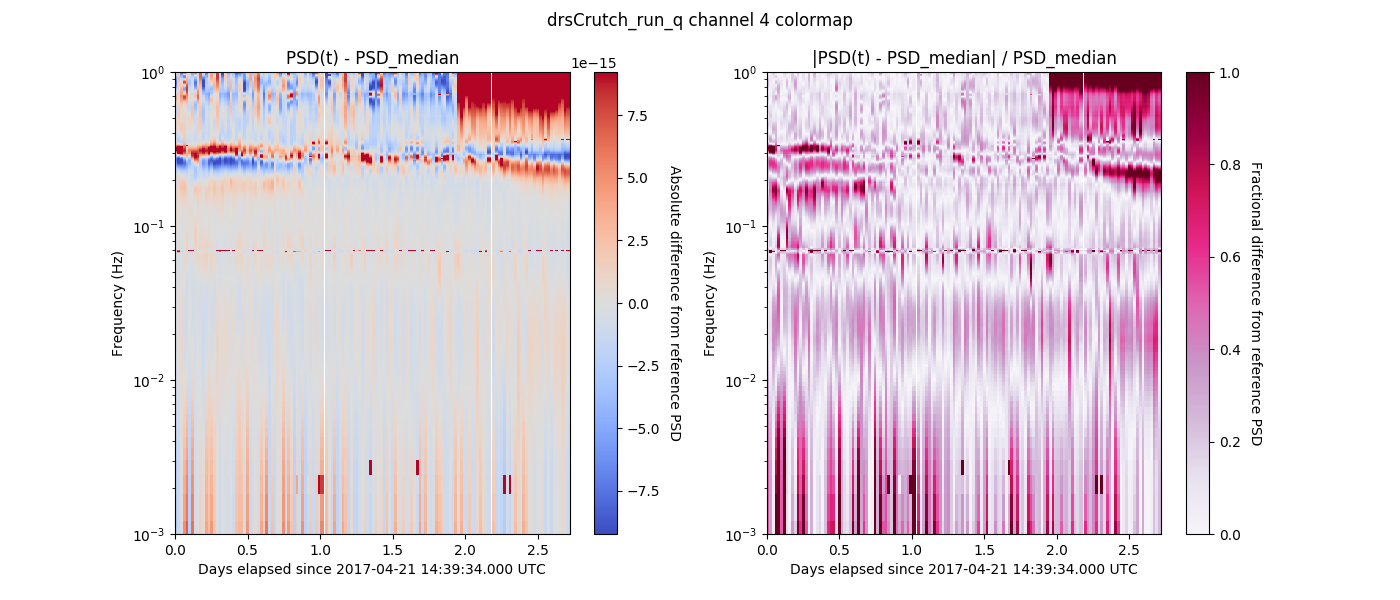 drsCrutch_run_q channel 4 colormap
PSD(t) - PSD_median
1e−15
10⁰
10⁻¹
10⁻²
10⁻³
Frequency (Hz)
0.0 0.5 1.0 1.5 2.0 2.5
Days elapsed since 2017-04-21 14:39:34.000 UTC
7.5
5.0
2.5
0.0
−2.5
−5.0
−7.5
Absolute difference from reference PSD
|PSD(t) - PSD_median| / PSD_median
10⁰
10⁻¹
10⁻²
10⁻³
Frequency (Hz)
0.0 0.5 1.0 1.5 2.0 2.5
Days elapsed since 2017-04-21 14:39:34.000 UTC
1.0
0.8
0.6
0.4
0.2
0.0
Fractional difference from reference PSD